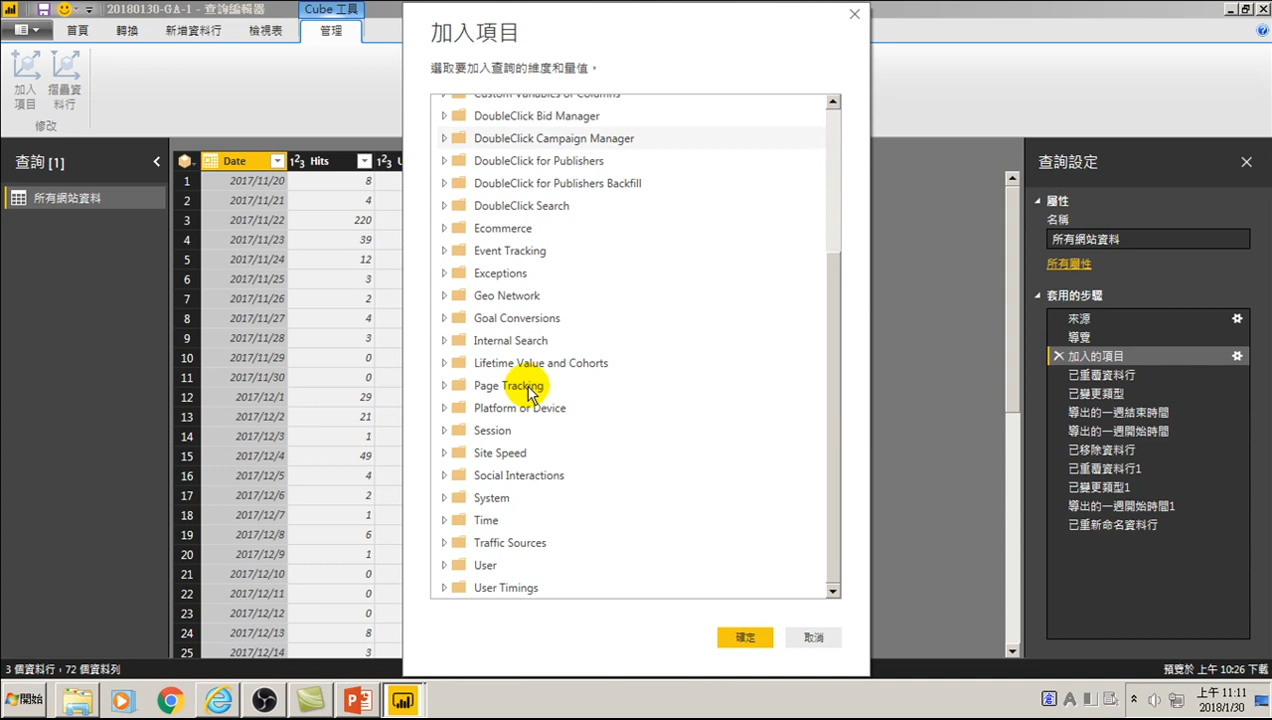 20180130-GA-1 - 查詢編輯器
Cube 工具
首頁 轉換 新增資料行 檢視表 管理
加入項目
摺疊資料行
修改
查詢 [1]
所有網站資料
Date 1²3 Hits 1²3
1 2017/11/20 8
2 2017/11/21 4
3 2017/11/22 220
4 2017/11/23 39
5 2017/11/24 12
6 2017/11/25 3
7 2017/11/26 2
8 2017/11/27 4
9 2017/11/28 3
10 2017/11/29 0
11 2017/11/30 0
12 2017/12/1 29
13 2017/12/2 21
14 2017/12/3 1
15 2017/12/4 49
16 2017/12/5 4
17 2017/12/6 2
18 2017/12/7 1
19 2017/12/8 6
20 2017/12/9 1
21 2017/12/10 0
22 2017/12/11 0
23 2017/12/12 0
24 2017/12/13 8
25 2017/12/14 3
加入項目
選取要加入查詢的維度和量值。
Custom Variables or Columns
DoubleClick Bid Manager
DoubleClick Campaign Manager
DoubleClick for Publishers
DoubleClick for Publishers Backfill
DoubleClick Search
Ecommerce
Event Tracking
Exceptions
Geo Network
Goal Conversions
Internal Search
Lifetime Value and Cohorts
Page Tracking
Platform or Device
Session
Site Speed
Social Interactions
System
Time
Traffic Sources
User
User Timings
確定 取消
查詢設定
屬性
名稱
所有網站資料
所有屬性
套用的步驟
來源
導覽
加入的項目
已重覆資料行
已變更類型
導出的一週結束時間
導出的一週開始時間
已移除資料行
已重覆資料行1
已變更類型1
導出的一週開始時間1
已重新命名資料行
3 個資料行，72 個資料列
預覽於 上午 10:26 下載
開始
上午 11:11
2018/1/30